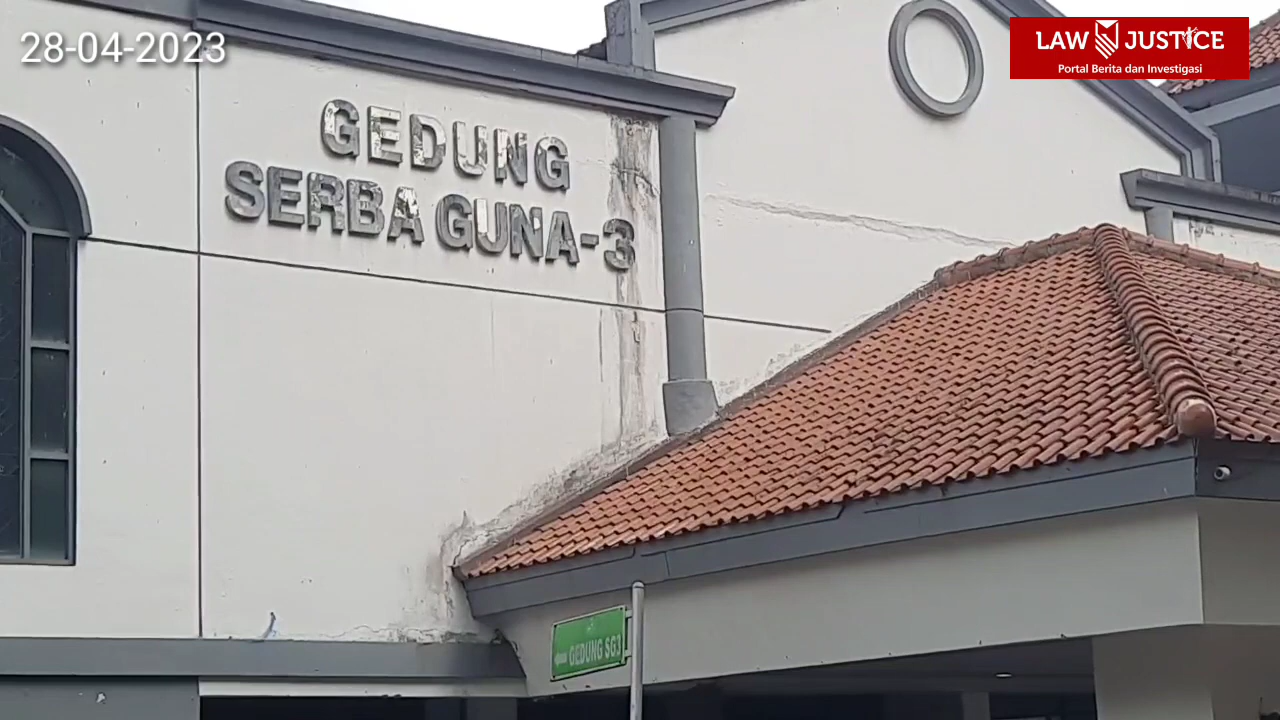 28-04-2023
LAW JUSTICE
Portal Berita dan Investigasi
GEDUNG
SERBA GUNA-3
GEDUNG SG3